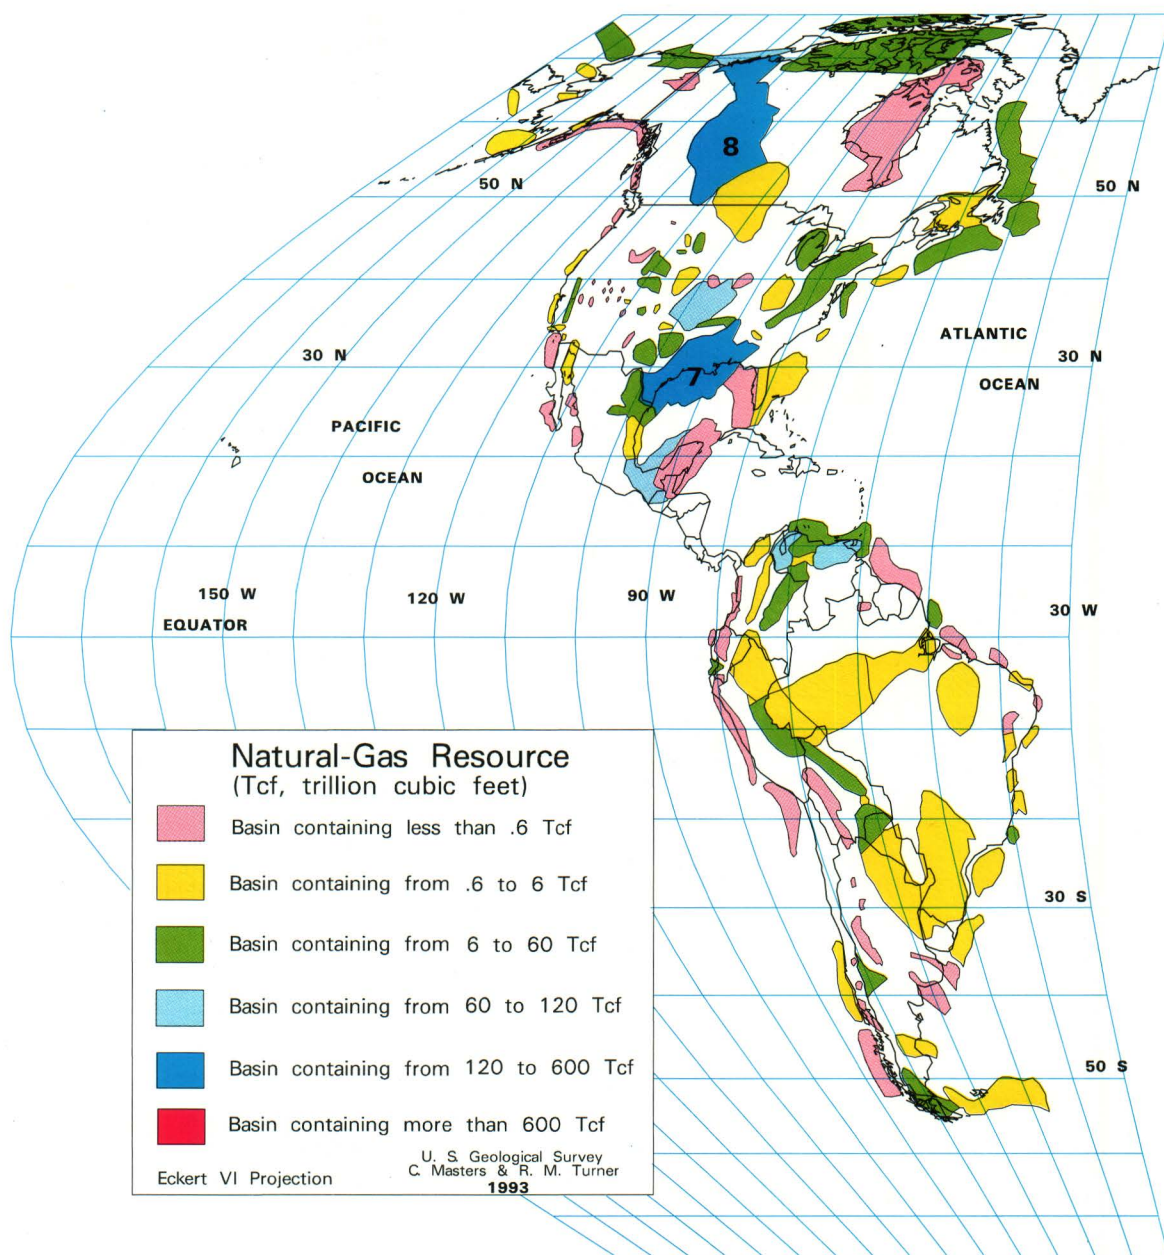 8
50 N
50 N
ATLANTIC
30 N
30 N
OCEAN
7
PACIFIC
OCEAN
150 W
120 W
90 W
30 W
EQUATOR
Natural-Gas Resource
(Tcf, trillion cubic feet)
Basin containing less than .6 Tcf
Basin containing from .6 to 6 Tcf
30 S
Basin containing from 6 to 60 Tcf
Basin containing from 60 to 120 Tcf
Basin containing from 120 to 600 Tcf
50 S
Basin containing more than 600 Tcf
U. S. Geological Survey
Eckert VI Projection
C. Masters & R. M. Turner
1993